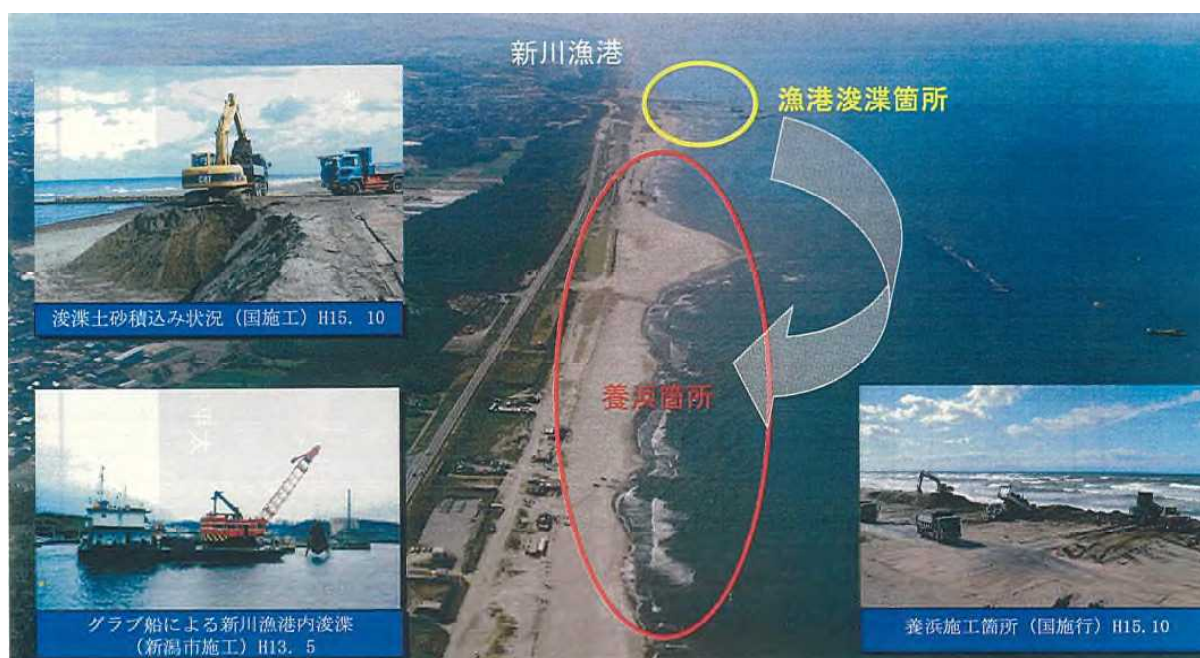 新川漁港
漁港浚渫箇所
浚渫土砂積込み状況（国施工）H15. 10
CAT
養浜箇所
グラブ船による新川漁港内浚渫
（新潟市施工）H13. 5
養浜施工箇所（国施行）H15. 10